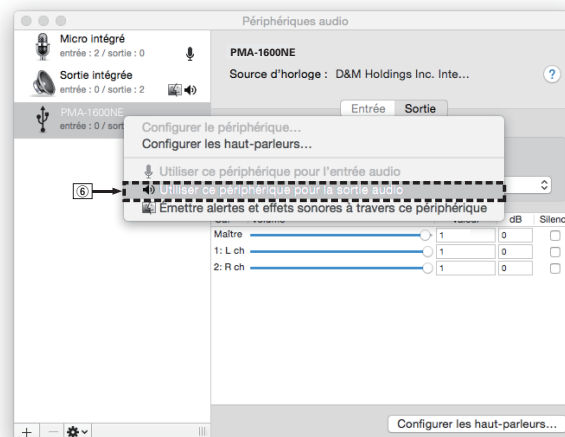 Périphériques audio
Micro intégré
entrée : 2 / sortie : 0
Sortie intégrée
entrée : 0 / sortie : 2
PMA-1600NE
entrée : 0 / sort
PMA-1600NE
Source d'horloge : D&M Holdings Inc. Inte...
?
Entrée Sortie
Configurer le périphérique...
Configurer les haut-parleurs...
Utiliser ce périphérique pour l'entrée audio
⑥ Utiliser ce périphérique pour la sortie audio
Émettre alertes et effets sonores à travers ce périphérique
Volume Valeur dB Silenc
Maître 1 0
1: L ch 1 0
2: R ch 1 0
Configurer les haut-parleurs...